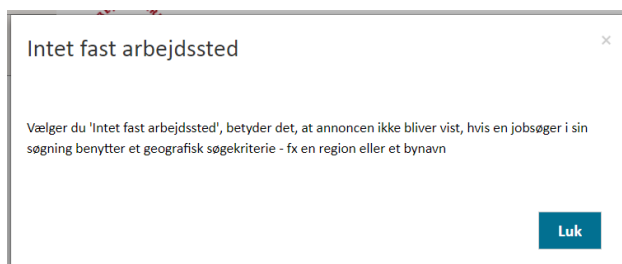 Intet fast arbejdssted
×
Vælger du 'Intet fast arbejdssted', betyder det, at annoncen ikke bliver vist, hvis en jobsøger i sin
søgning benytter et geografisk søgekriterie - fx en region eller et bynavn
Luk